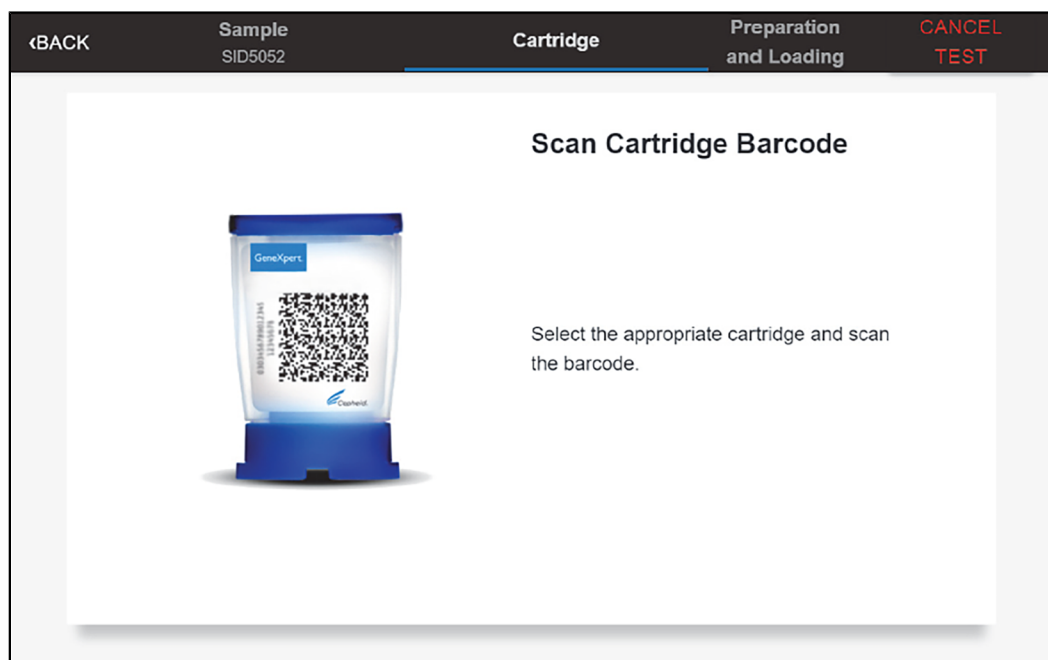 ‹BACK
Sample
SID5052
Cartridge
Preparation
and Loading
CANCEL
TEST
Scan Cartridge Barcode
GeneXpert
Cepheid.
Select the appropriate cartridge and scan
the barcode.